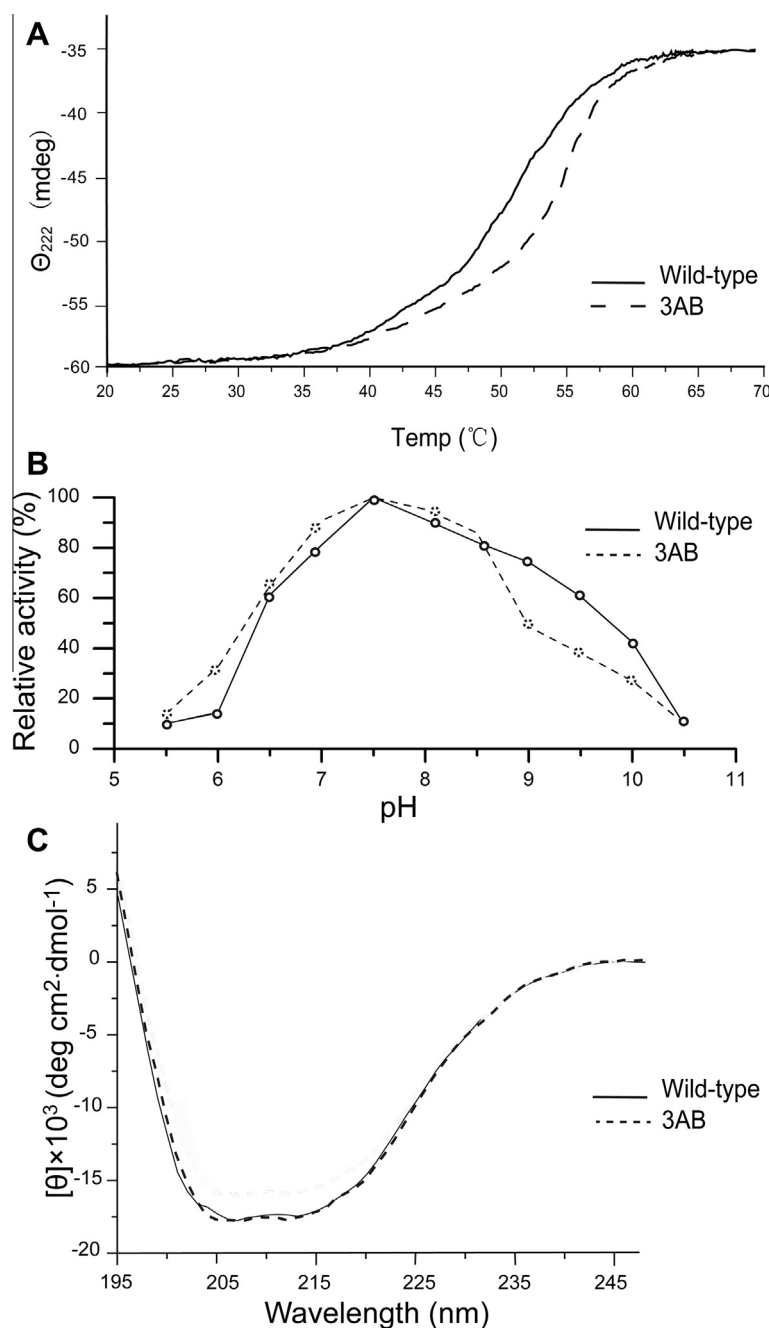 A
-35
-40
-45
-50
-55
-60
Θ222 (mdeg)
Wild-type
3AB
20 25 30 35 40 45 50 55 60 65 70
Temp (℃)
B
100
80
60
40
20
0
Relative activity (%)
Wild-type
3AB
5 6 7 8 9 10 11
pH
C
5
0
-5
-10
-15
-20
[θ]×10³ (deg cm²·dmol⁻¹)
Wild-type
3AB
195 205 215 225 235 245
Wavelength (nm)